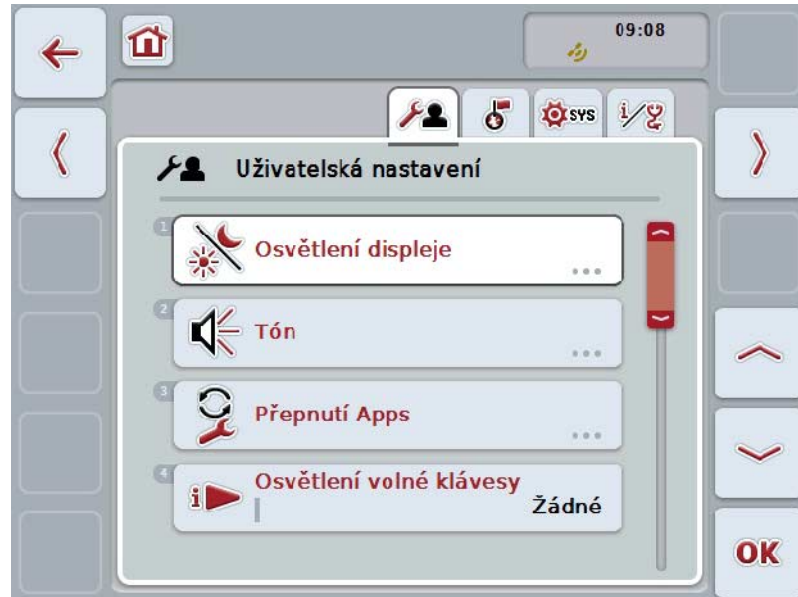 09:08
SYS
i
Uživatelská nastavení
1
Osvětlení displeje
...
2
Tón
...
3
Přepnutí Apps
...
4
Osvětlení volné klávesy
i
Žádné
OK